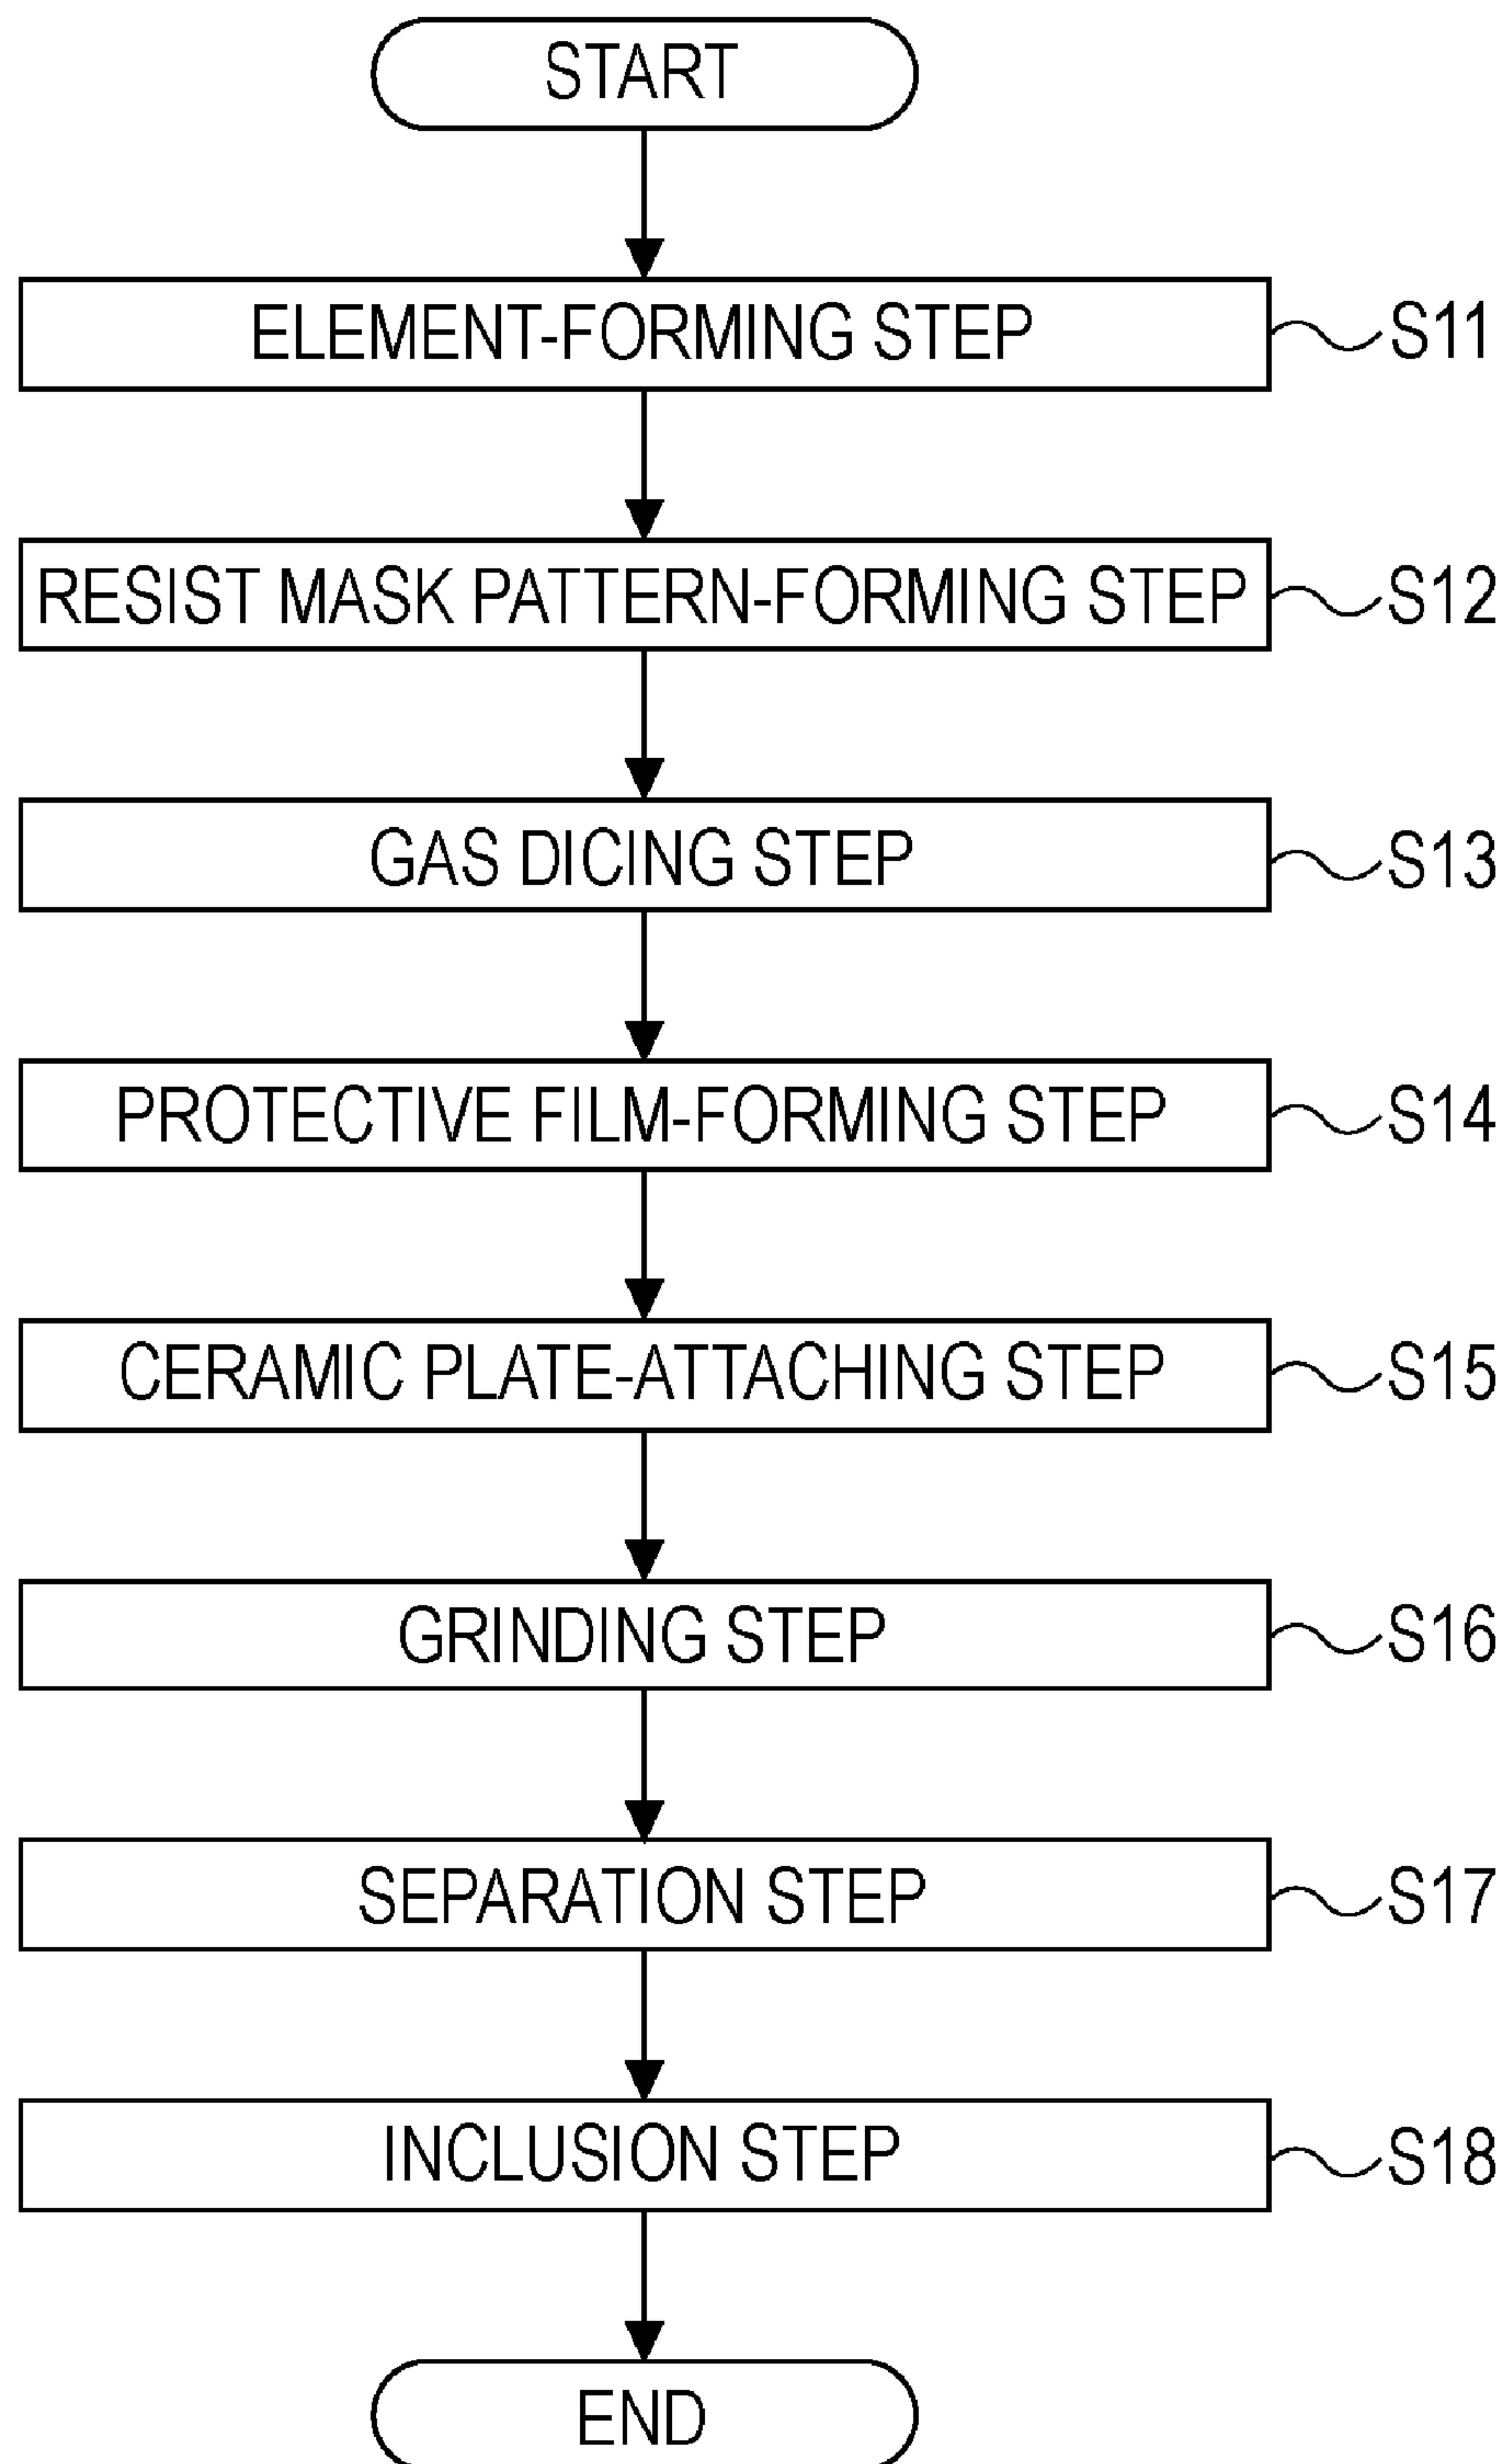 START
ELEMENT-FORMING STEP S11
RESIST MASK PATTERN-FORMING STEP S12
GAS DICING STEP S13
PROTECTIVE FILM-FORMING STEP S14
CERAMIC PLATE-ATTACHING STEP S15
GRINDING STEP S16
SEPARATION STEP S17
INCLUSION STEP S18
END